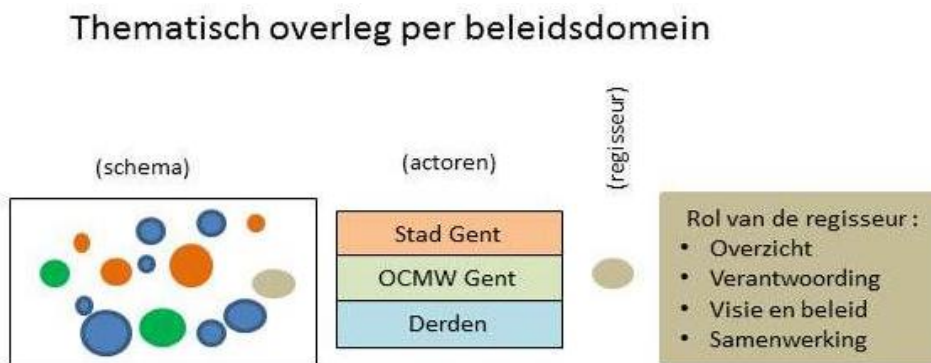 Thematisch overleg per beleidsdomein
(schema)
(actoren)
(regisseur)
Stad Gent
OCMW Gent
Derden
Rol van de regisseur :
• Overzicht
• Verantwoording
• Visie en beleid
• Samenwerking